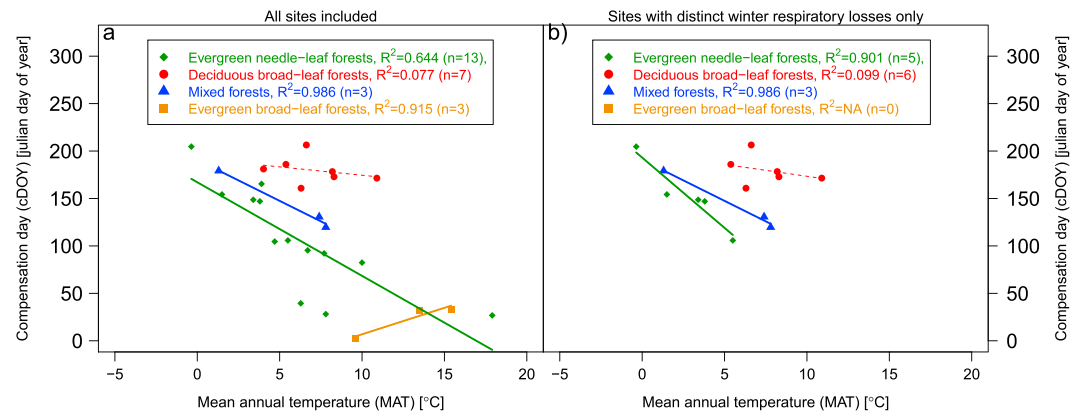 All sites included
a
Evergreen needle−leaf forests, R²=0.644 (n=13),
Deciduous broad−leaf forests, R²=0.077 (n=7)
Mixed forests, R²=0.986 (n=3)
Evergreen broad−leaf forests, R²=0.915 (n=3)
Compensation day (cDOY) [julian day of year]
300
250
200
150
100
50
0
−5 0 5 10 15 20
Mean annual temperature (MAT) [°C]
Sites with distinct winter respiratory losses only
b)
Evergreen needle−leaf forests, R²=0.901 (n=5),
Deciduous broad−leaf forests, R²=0.099 (n=6)
Mixed forests, R²=0.986 (n=3)
Evergreen broad−leaf forests, R²=NA (n=0)
300
250
200
150
100
50
0
Compensation day (cDOY) [julian day of year]
−5 0 5 10 15 20
Mean annual temperature (MAT) [°C]